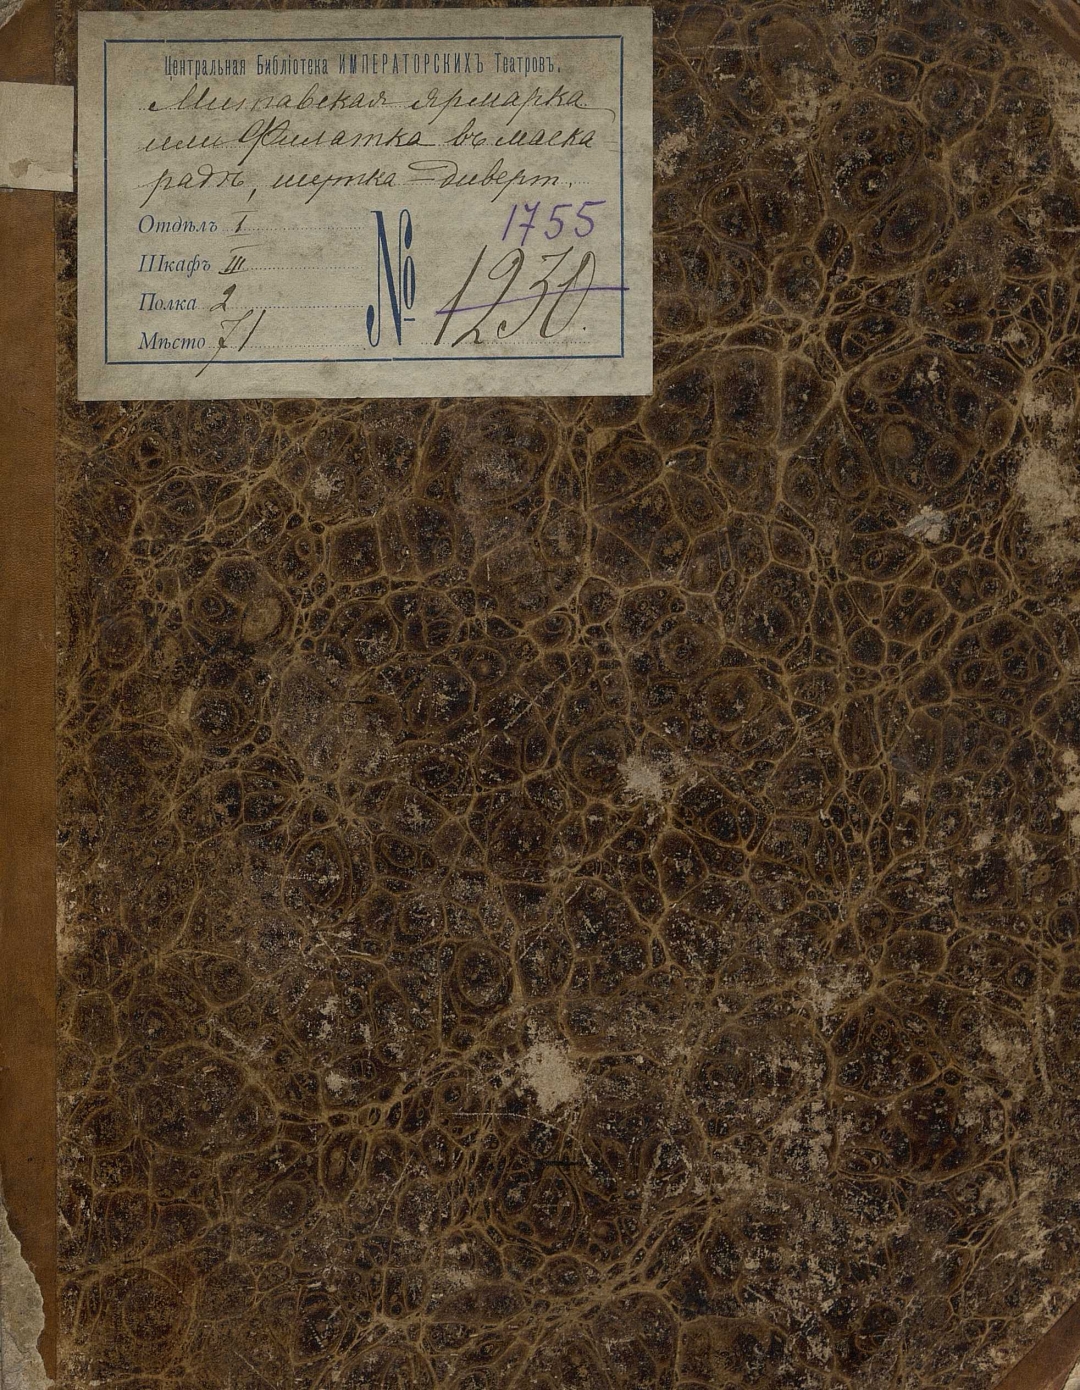 Центральная Библіотека ИМПЕРАТОРСКИХЪ Театровъ.
Митавская ярмарка
или Филатка въ маска-
радѣ, шутка-диверт.
Отдѣлъ I
Шкафъ III
Полка 2
Мѣсто 71
№
1755
1230.